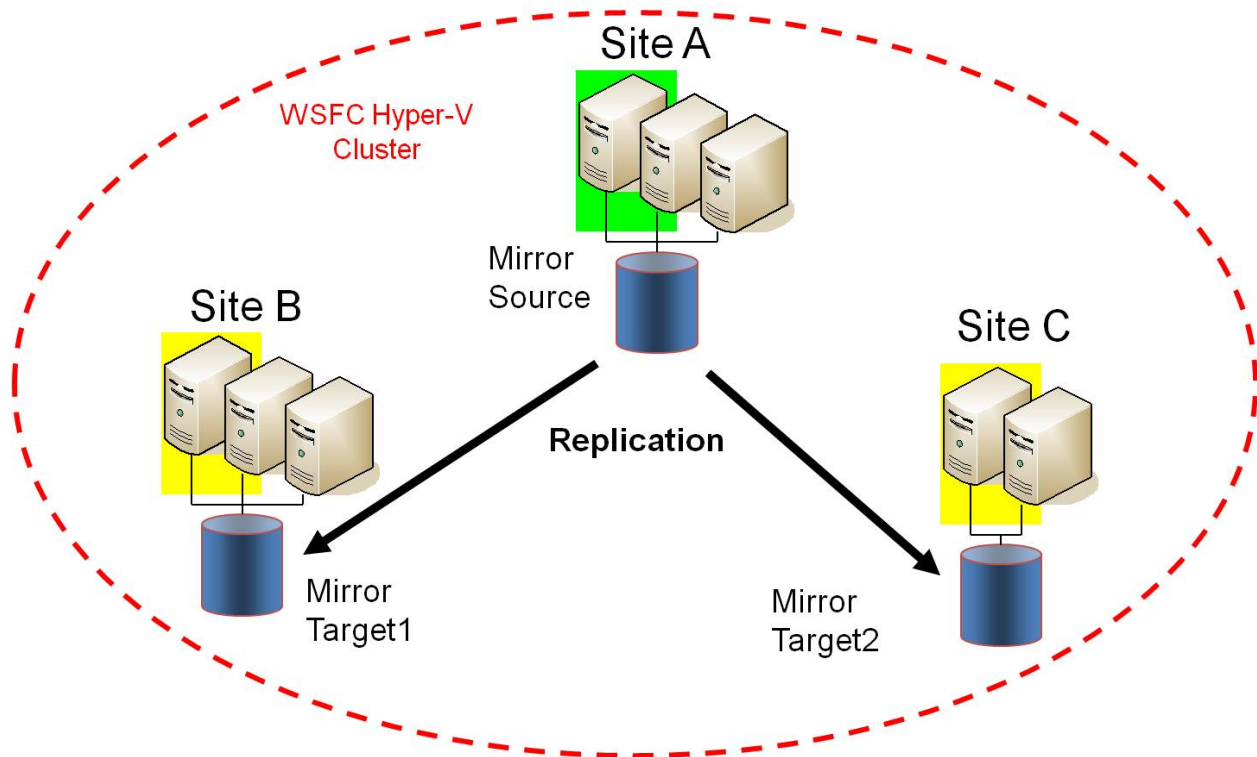 Site A
WSFC Hyper-V
Cluster
Mirror
Source
Site B
Site C
Replication
Mirror
Target1
Mirror
Target2